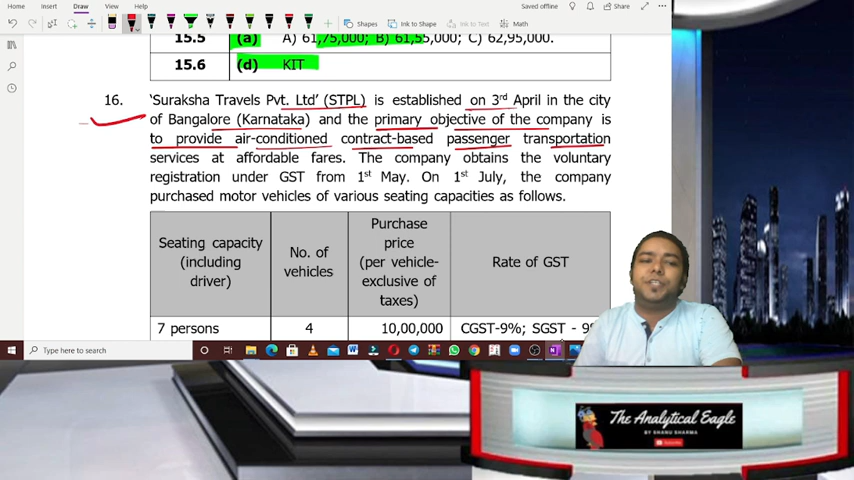 Home Insert Draw View Help Saved offline Share
Shapes Ink to Shape Ink to Text Math
15.5 (a) A) 61,75,000; B) 61,55,000; C) 62,95,000.
15.6 (d) KIT
16. 'Suraksha Travels Pvt. Ltd' (STPL) is established on 3rd April in the city
of Bangalore (Karnataka) and the primary objective of the company is
to provide air-conditioned contract-based passenger transportation
services at affordable fares. The company obtains the voluntary
registration under GST from 1st May. On 1st July, the company
purchased motor vehicles of various seating capacities as follows.
Seating capacity (including driver)
No. of vehicles
Purchase price (per vehicle- exclusive of taxes)
Rate of GST
7 persons 4 10,00,000 CGST-9%; SGST -
Type here to search
The Analytical Eagle
BY SHANU SHARMA
Subscribe